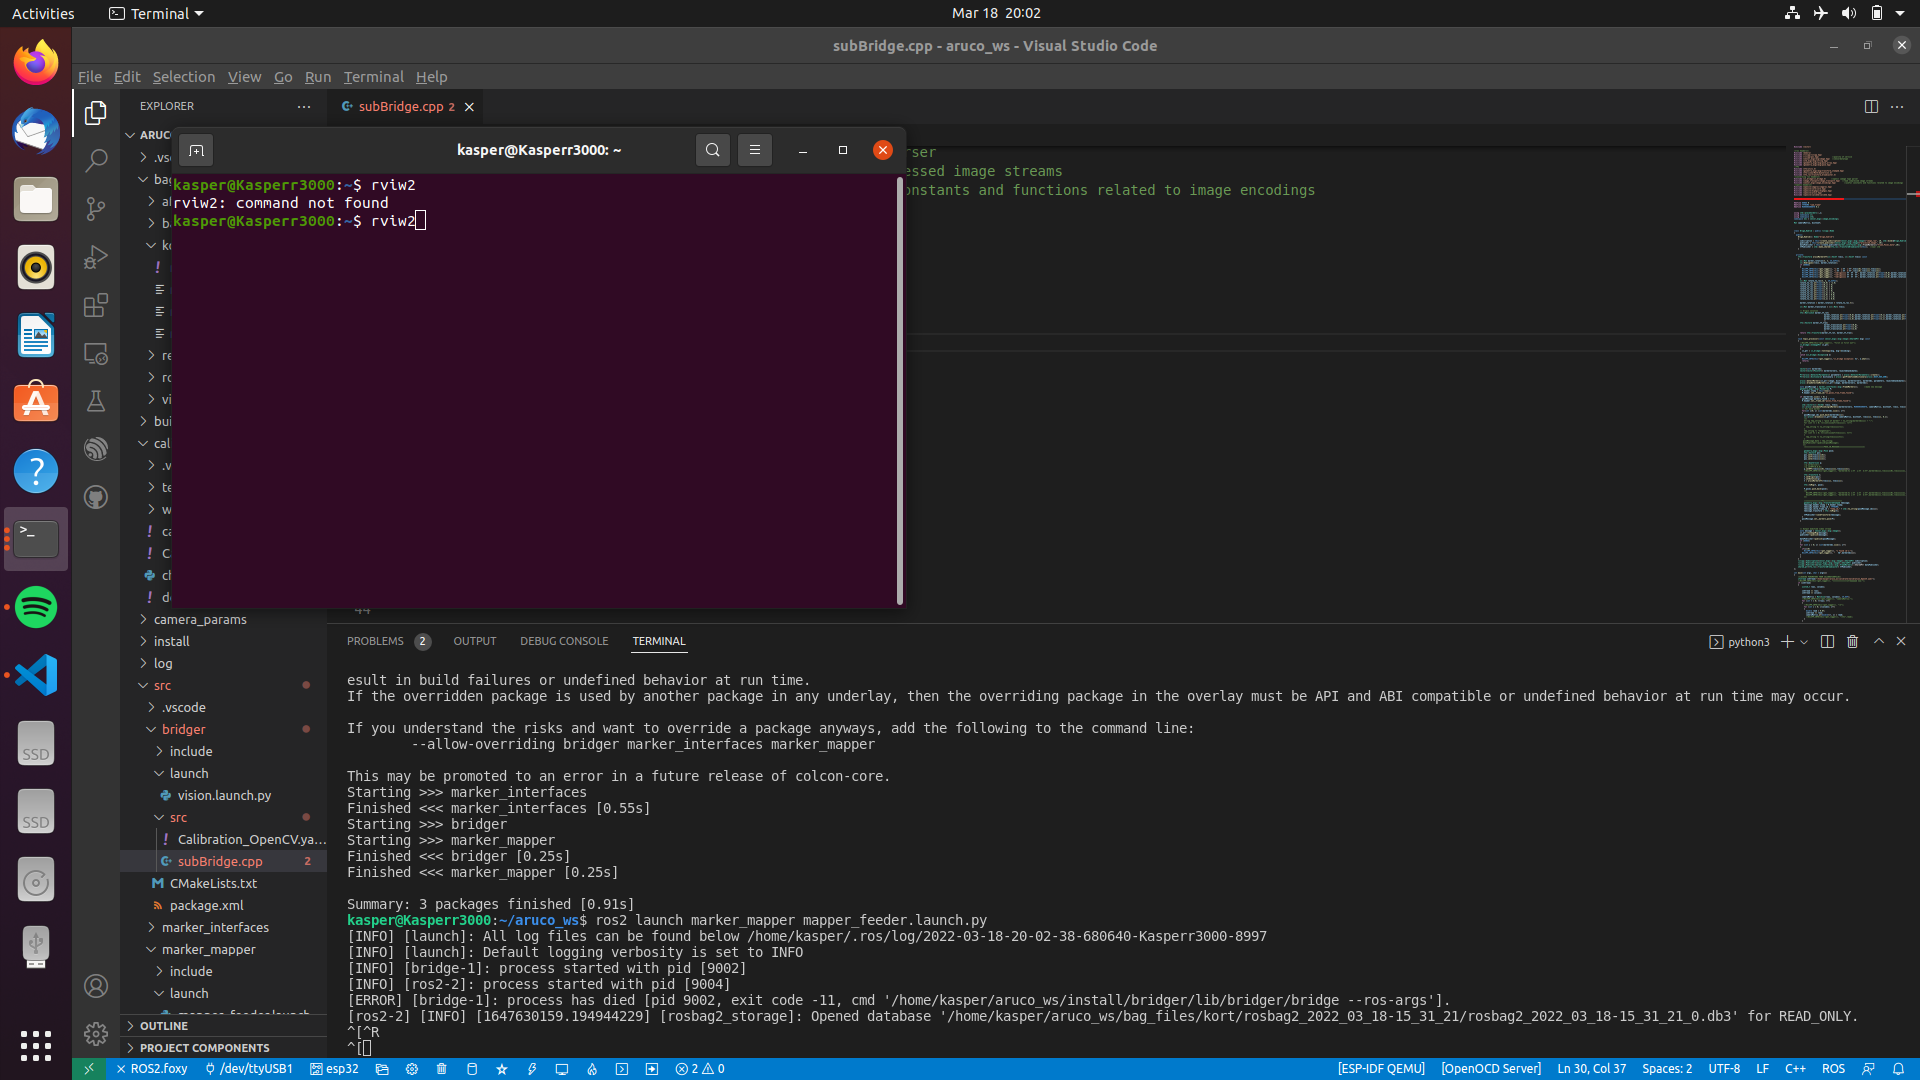 Activities
Terminal
Mar 18 20:02
subBridge.cpp - aruco_ws - Visual Studio Code
File Edit Selection View Go Run Terminal Help
EXPLORER
subBridge.cpp 2
kasper@Kasperr3000: ~
kasper@Kasperr3000:~$ rviw2
rviw2: command not found
kasper@Kasperr3000:~$ rviw2
rser
essed image streams
onstants and functions related to image encodings
44
camera_params
install
log
src
.vscode
bridger
include
launch
vision.launch.py
src
Calibration_OpenCV.ya...
subBridge.cpp 2
CMakeLists.txt
package.xml
marker_interfaces
marker_mapper
include
launch
OUTLINE
PROJECT COMPONENTS
PROBLEMS 2 OUTPUT DEBUG CONSOLE TERMINAL
python3
esult in build failures or undefined behavior at run time.
If the overridden package is used by another package in any underlay, then the overriding package in the overlay must be API and ABI compatible or undefined behavior at run time may occur.
If you understand the risks and want to override a package anyways, add the following to the command line:
--allow-overriding bridger marker_interfaces marker_mapper
This may be promoted to an error in a future release of colcon-core.
Starting >>> marker_interfaces
Finished <<< marker_interfaces [0.55s]
Starting >>> bridger
Starting >>> marker_mapper
Finished <<< bridger [0.25s]
Finished <<< marker_mapper [0.25s]
Summary: 3 packages finished [0.91s]
kasper@Kasperr3000:~/aruco_ws$ ros2 launch marker_mapper mapper_feeder.launch.py
[INFO] [launch]: All log files can be found below /home/kasper/.ros/log/2022-03-18-20-02-38-680640-Kasperr3000-8997
[INFO] [launch]: Default logging verbosity is set to INFO
[INFO] [bridge-1]: process started with pid [9002]
[INFO] [ros2-2]: process started with pid [9004]
[ERROR] [bridge-1]: process has died [pid 9002, exit code -11, cmd '/home/kasper/aruco_ws/install/bridger/lib/bridger/bridge --ros-args'].
[ros2-2] [INFO] [1647630159.194944229] [rosbag2_storage]: Opened database '/home/kasper/aruco_ws/bag_files/kort/rosbag2_2022_03_18-15_31_21/rosbag2_2022_03_18-15_31_21_0.db3' for READ_ONLY.
^[^R
^[
SSD
SSD
ROS2.foxy /dev/ttyUSB1 esp32 2 0
[ESP-IDF QEMU] [OpenOCD Server] Ln 30, Col 37 Spaces: 2 UTF-8 LF C++ ROS